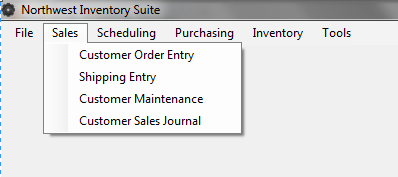 Northwest Inventory Suite
File Sales Scheduling Purchasing Inventory Tools
Customer Order Entry
Shipping Entry
Customer Maintenance
Customer Sales Journal